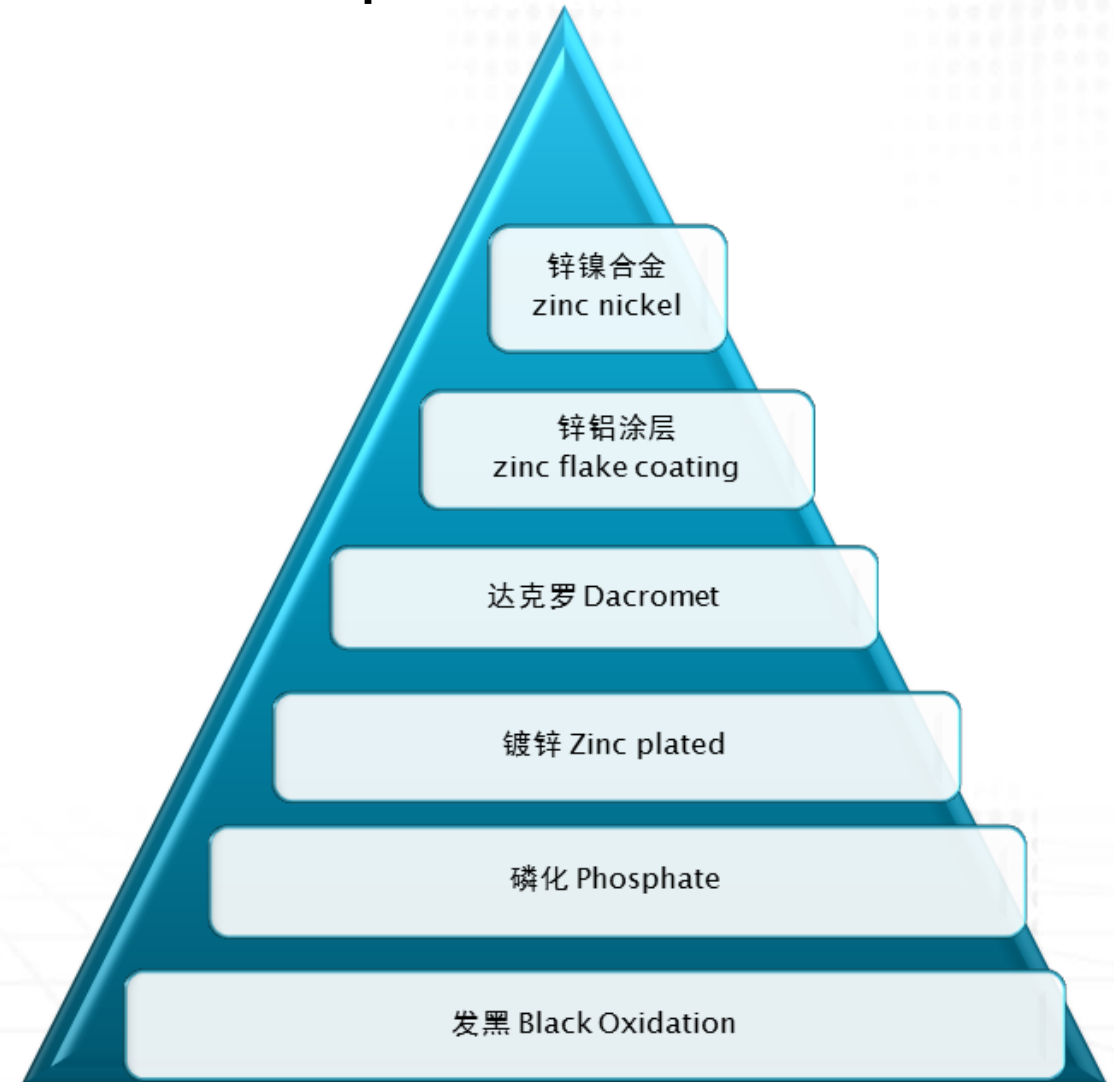 锌镍合金
zinc nickel
锌铝涂层
zinc flake coating
达克罗 Dacromet
镀锌 Zinc plated
磷化 Phosphate
发黑 Black Oxidation